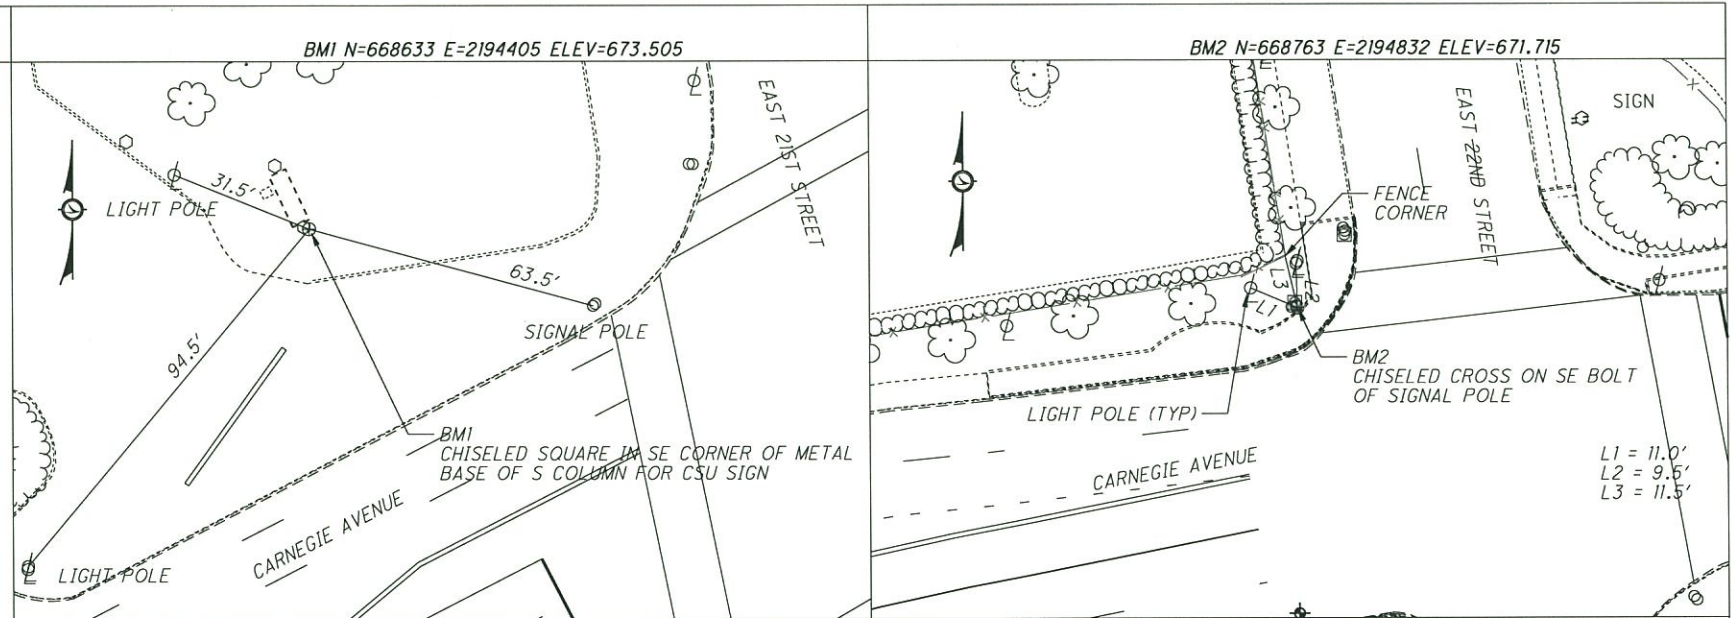 BM1 N=668633 E=2194405 ELEV=673.505
EAST 21ST STREET
31.5'
LIGHT POLE
63.5'
SIGNAL POLE
94.5'
BM1
CHISELED SQUARE IN SE CORNER OF METAL
BASE OF S COLUMN FOR CSU SIGN
CARNEGIE AVENUE
LIGHT POLE
BM2 N=668763 E=2194832 ELEV=671.715
EAST 22ND STREET
SIGN
FENCE
CORNER
L3
L2
L1
BM2
CHISELED CROSS ON SE BOLT
OF SIGNAL POLE
LIGHT POLE (TYP)
CARNEGIE AVENUE
L1 = 11.0'
L2 = 9.5'
L3 = 11.5'